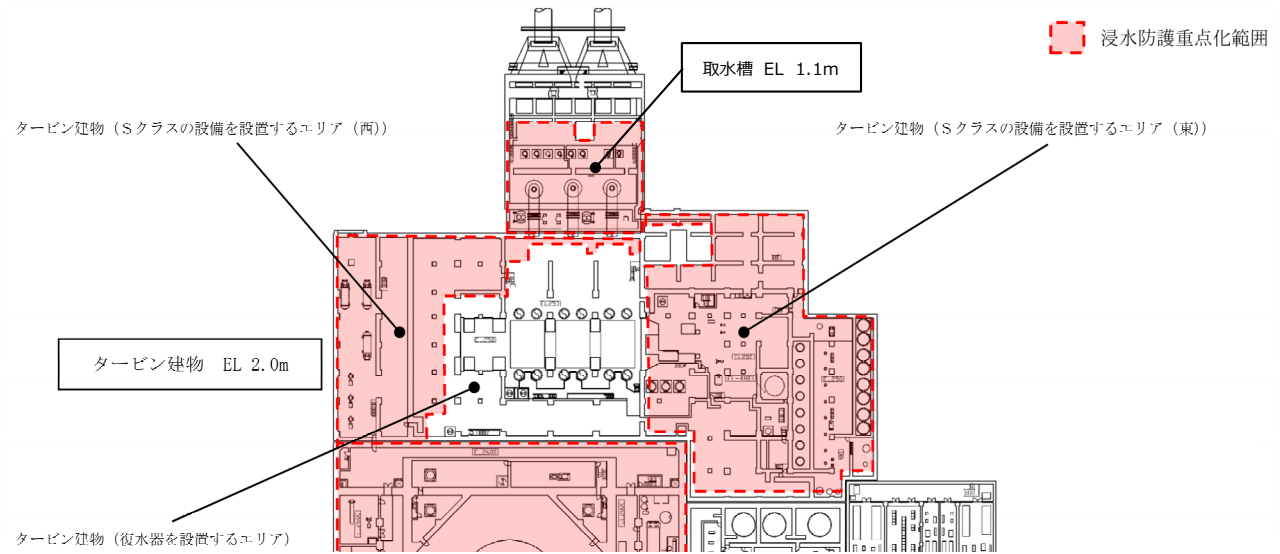 浸水防護重点化範囲
取水槽 EL 1.1m
タービン建物（Ｓクラスの設備を設置するエリア（西））
タービン建物（Ｓクラスの設備を設置するエリア（東））
タービン建物 EL 2.0m
タービン建物（復水器を設置するエリア）